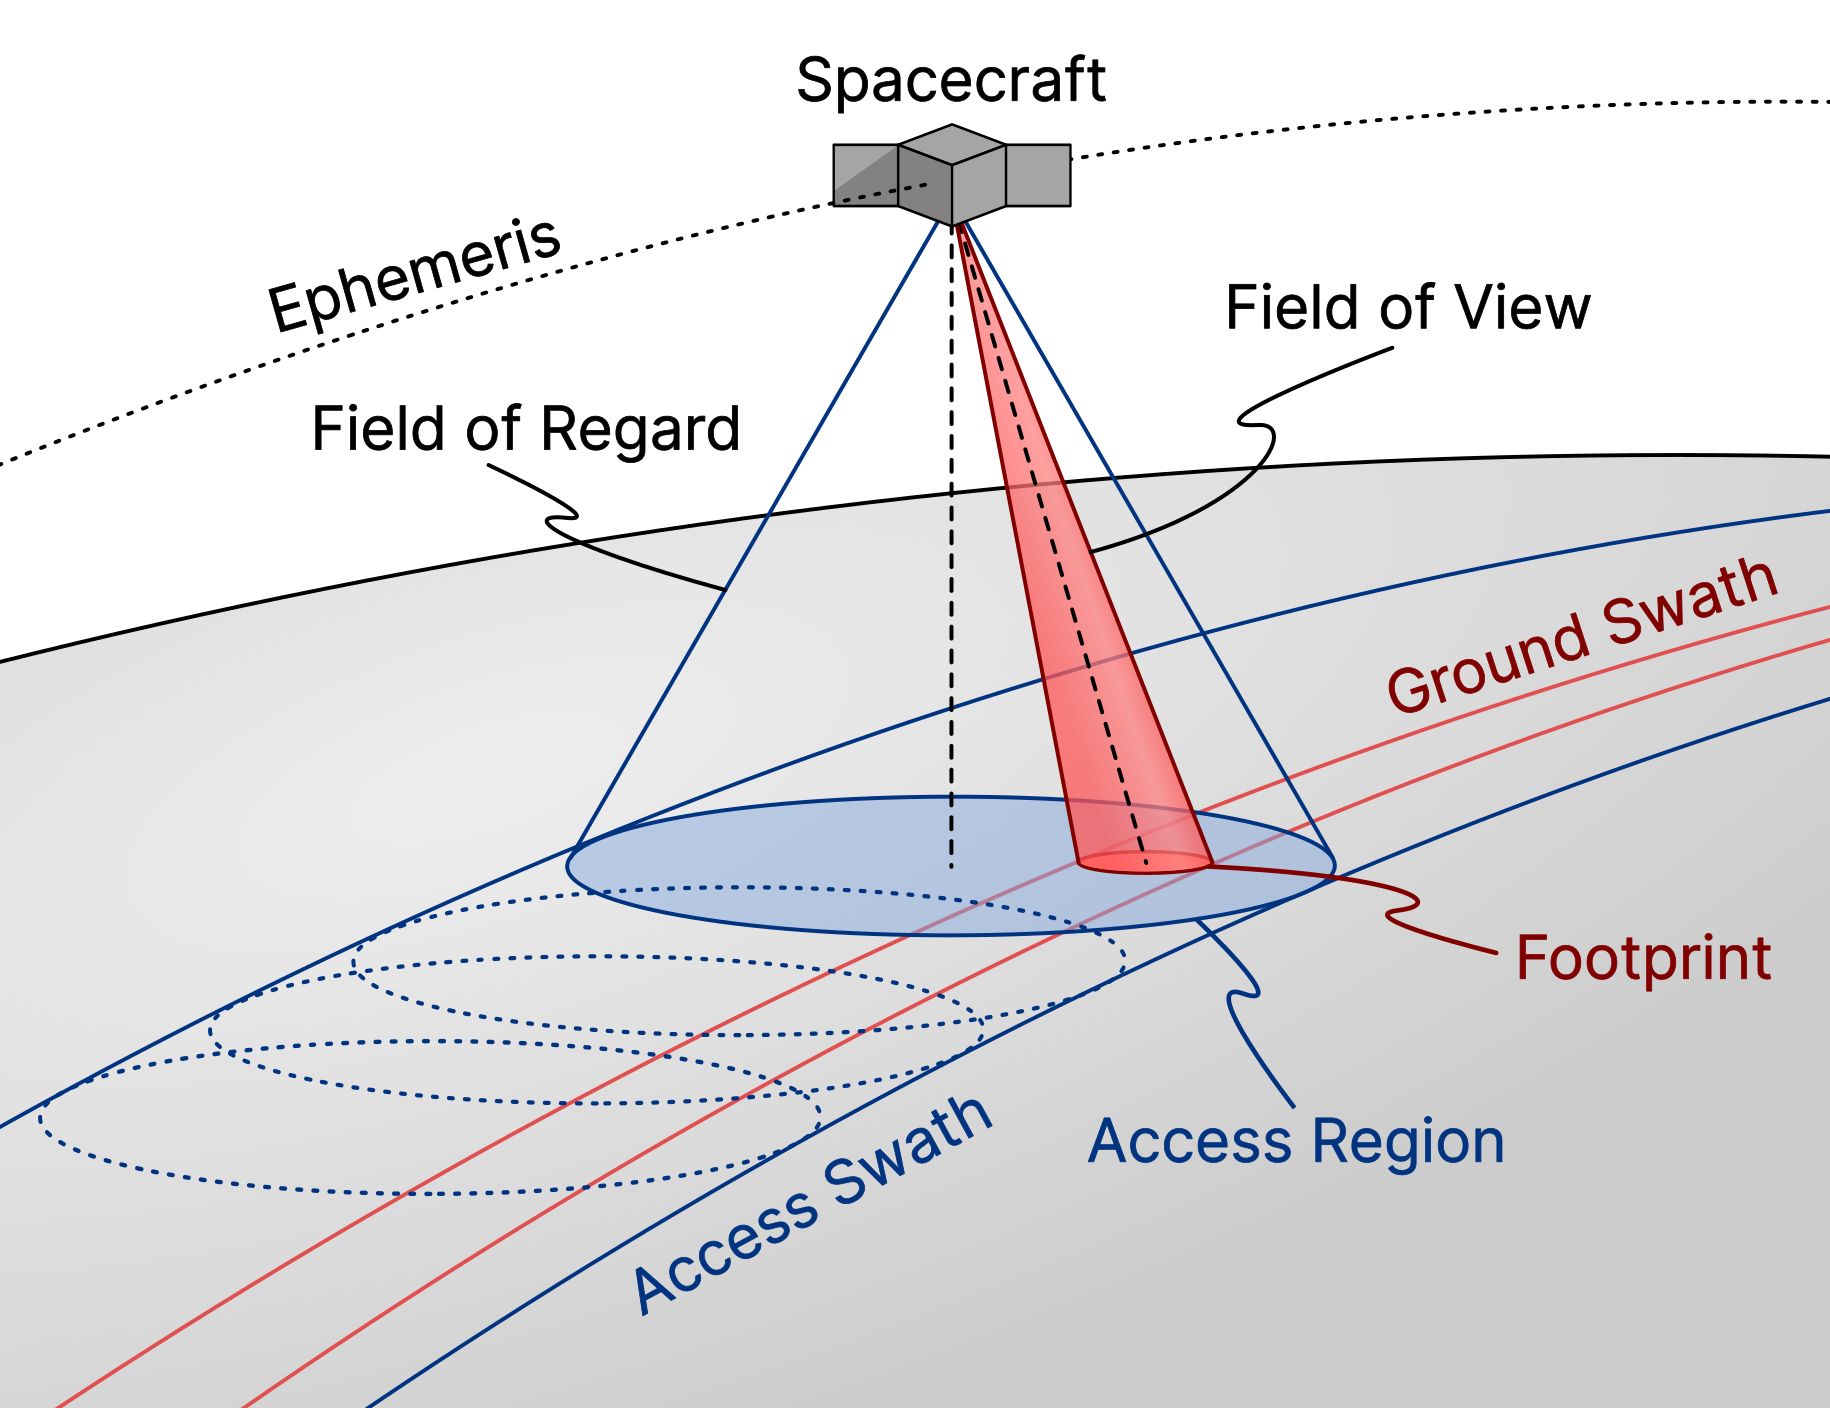 Spacecraft
Ephemeris
Field of View
Field of Regard
Ground Swath
Footprint
Access Region
Access Swath